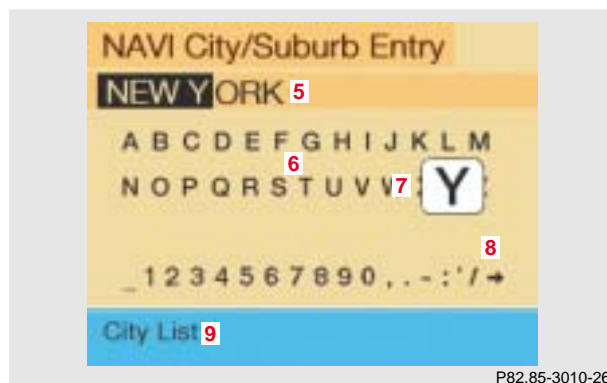 NAVI City/Suburb Entry
NEW YORK 5
A B C D E F G H I J K L M
6
N O P Q R S T U V W 7 Y
8
_ 1 2 3 4 5 6 7 8 9 0 , . - : ' / →
City List 9
P82.85-3010-26